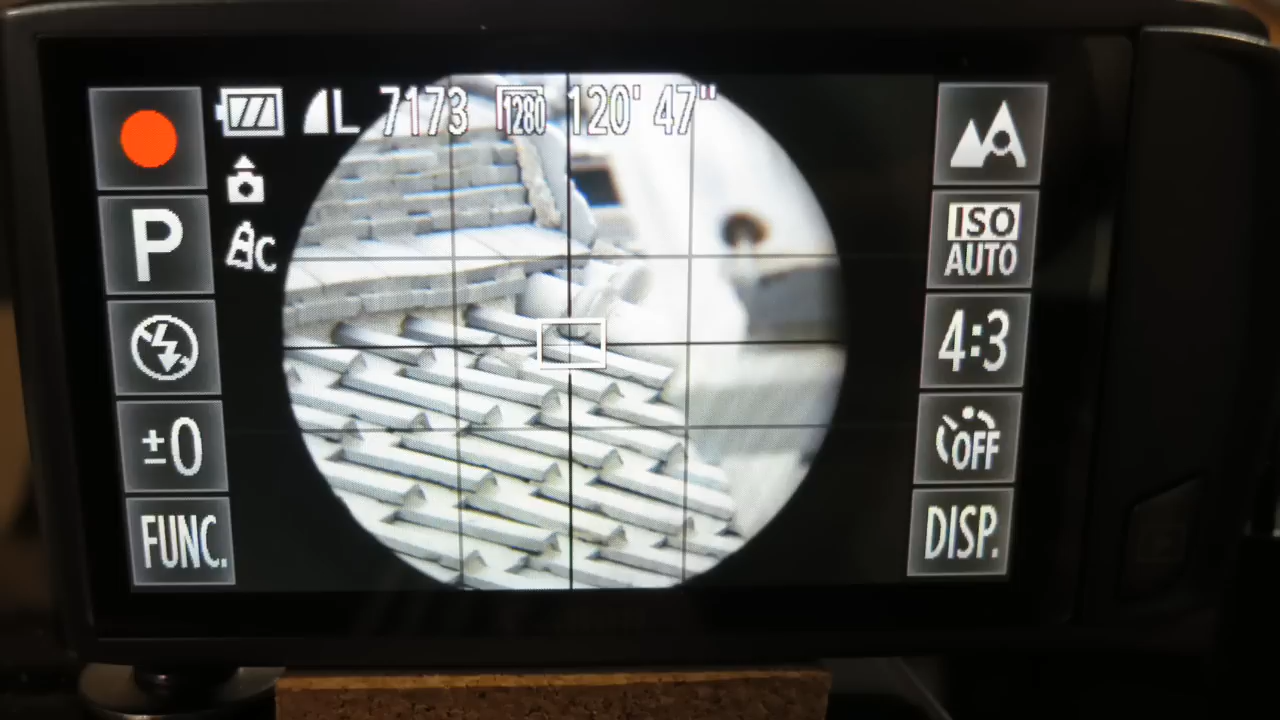 L 7173 1280 120' 47"
P
C
±0
FUNC.
ISO
AUTO
4:3
OFF
DISP.